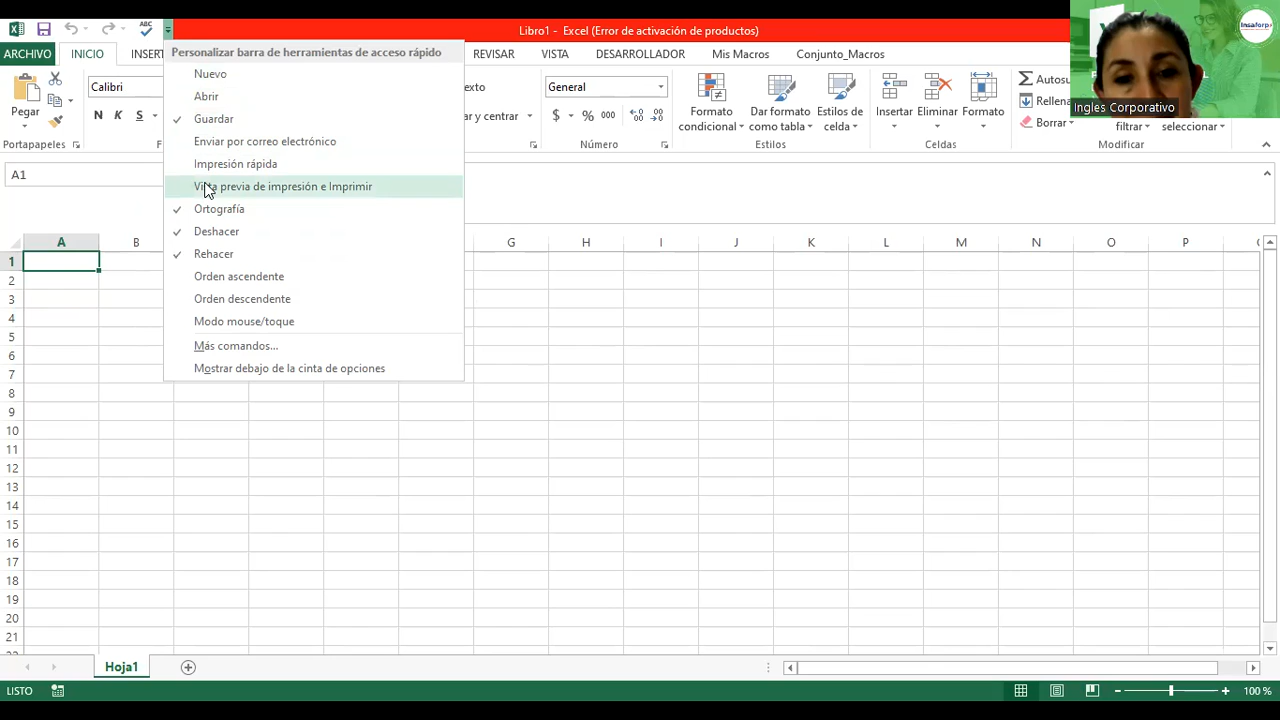 Libro1 - Excel (Error de activación de productos)
ARCHIVO INICIO INSERT REVISAR VISTA DESARROLLADOR Mis Macros Conjunto_Macros
Personalizar barra de herramientas de acceso rápido
Nuevo
Abrir
Guardar
Enviar por correo electrónico
Impresión rápida
Vista previa de impresión e Imprimir
Ortografía
Deshacer
Rehacer
Orden ascendente
Orden descendente
Modo mouse/toque
Más comandos...
Mostrar debajo de la cinta de opciones
Pegar
Portapapeles
Calibri
N K S
F
exto
y centrar
General
$ % 000
Número
Formato condicional
Dar formato como tabla
Estilos de celda
Estilos
Insertar Eliminar Formato
Celdas
Autosu
Rellena
Borrar
filtrar seleccionar
Modificar
Insaforp
Ingles Corporativo
A1
A B G H I J K L M N O P
1
2
3
4
5
6
7
8
9
10
11
12
13
14
15
16
17
18
19
20
21
Hoja1
LISTO 100 %